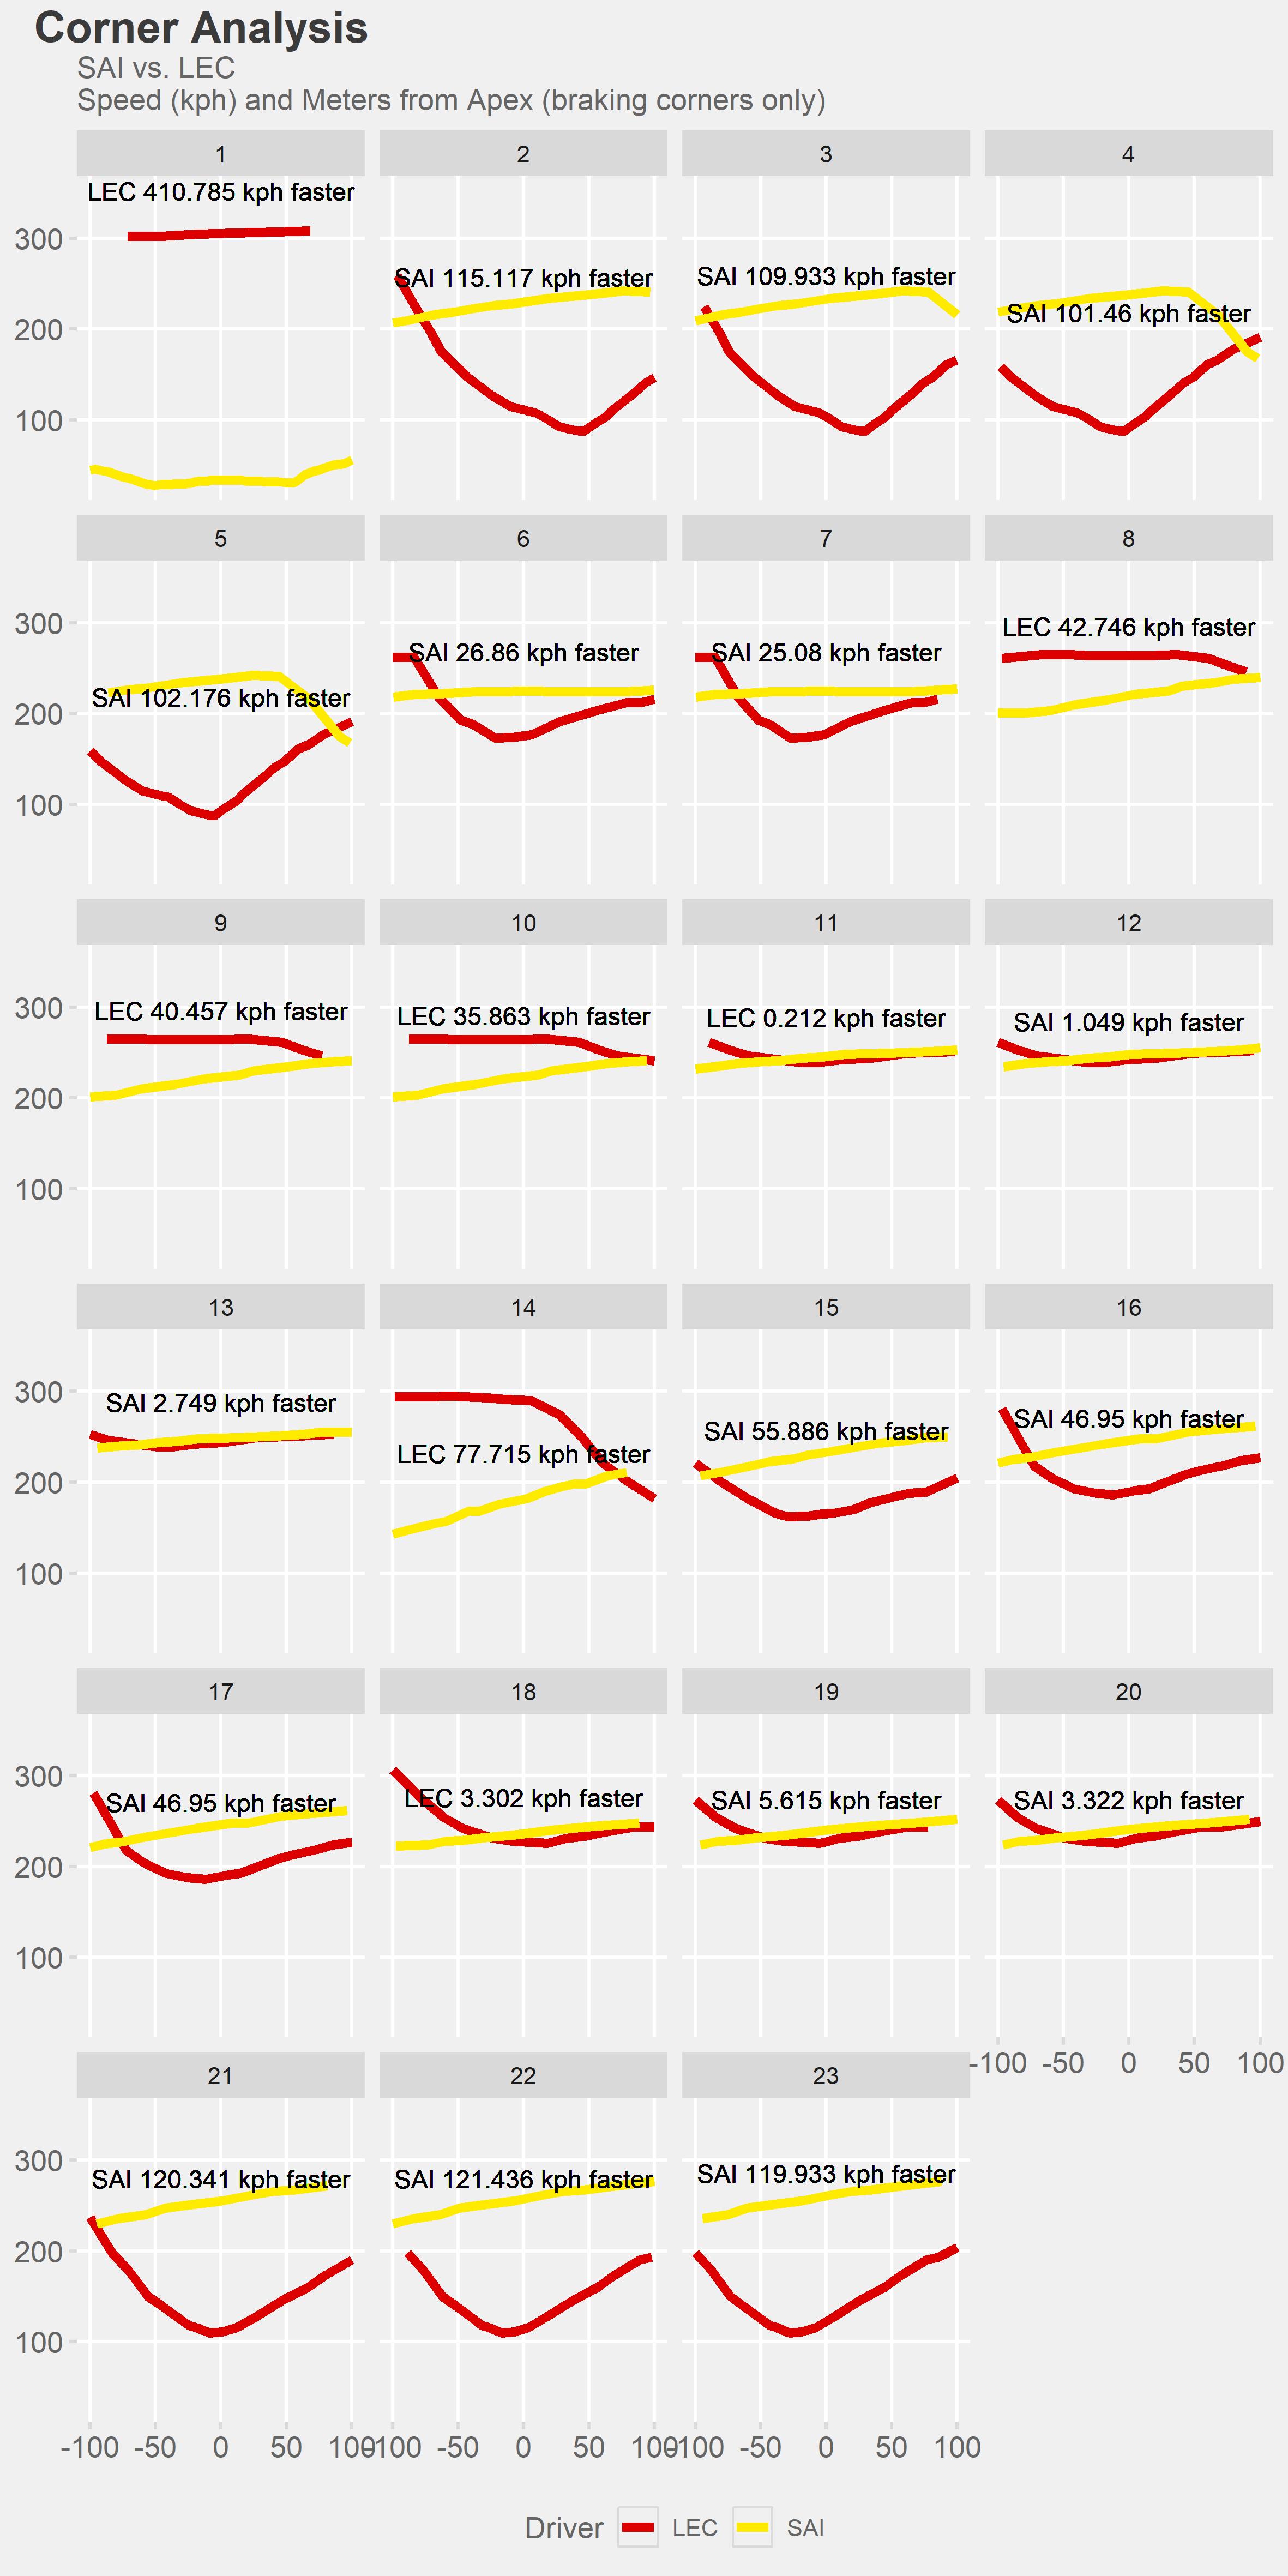 Corner Analysis
SAI vs. LEC
Speed (kph) and Meters from Apex (braking corners only)
1 2 3 4
LEC 410.785 kph faster
SAI 115.117 kph faster
SAI 109.933 kph faster
SAI 101.46 kph faster
300
200
100
5 6 7 8
SAI 102.176 kph faster
SAI 26.86 kph faster
SAI 25.08 kph faster
LEC 42.746 kph faster
300
200
100
9 10 11 12
LEC 40.457 kph faster
LEC 35.863 kph faster
LEC 0.212 kph faster
SAI 1.049 kph faster
300
200
100
13 14 15 16
SAI 2.749 kph faster
LEC 77.715 kph faster
SAI 55.886 kph faster
SAI 46.95 kph faster
300
200
100
17 18 19 20
SAI 46.95 kph faster
LEC 3.302 kph faster
SAI 5.615 kph faster
SAI 3.322 kph faster
300
200
100
-100 -50 0 50 100
21 22 23
SAI 120.341 kph faster
SAI 121.436 kph faster
SAI 119.933 kph faster
300
200
100
-100 -50 0 50 100 -100 -50 0 50 100 -100 -50 0 50 100
Driver LEC SAI